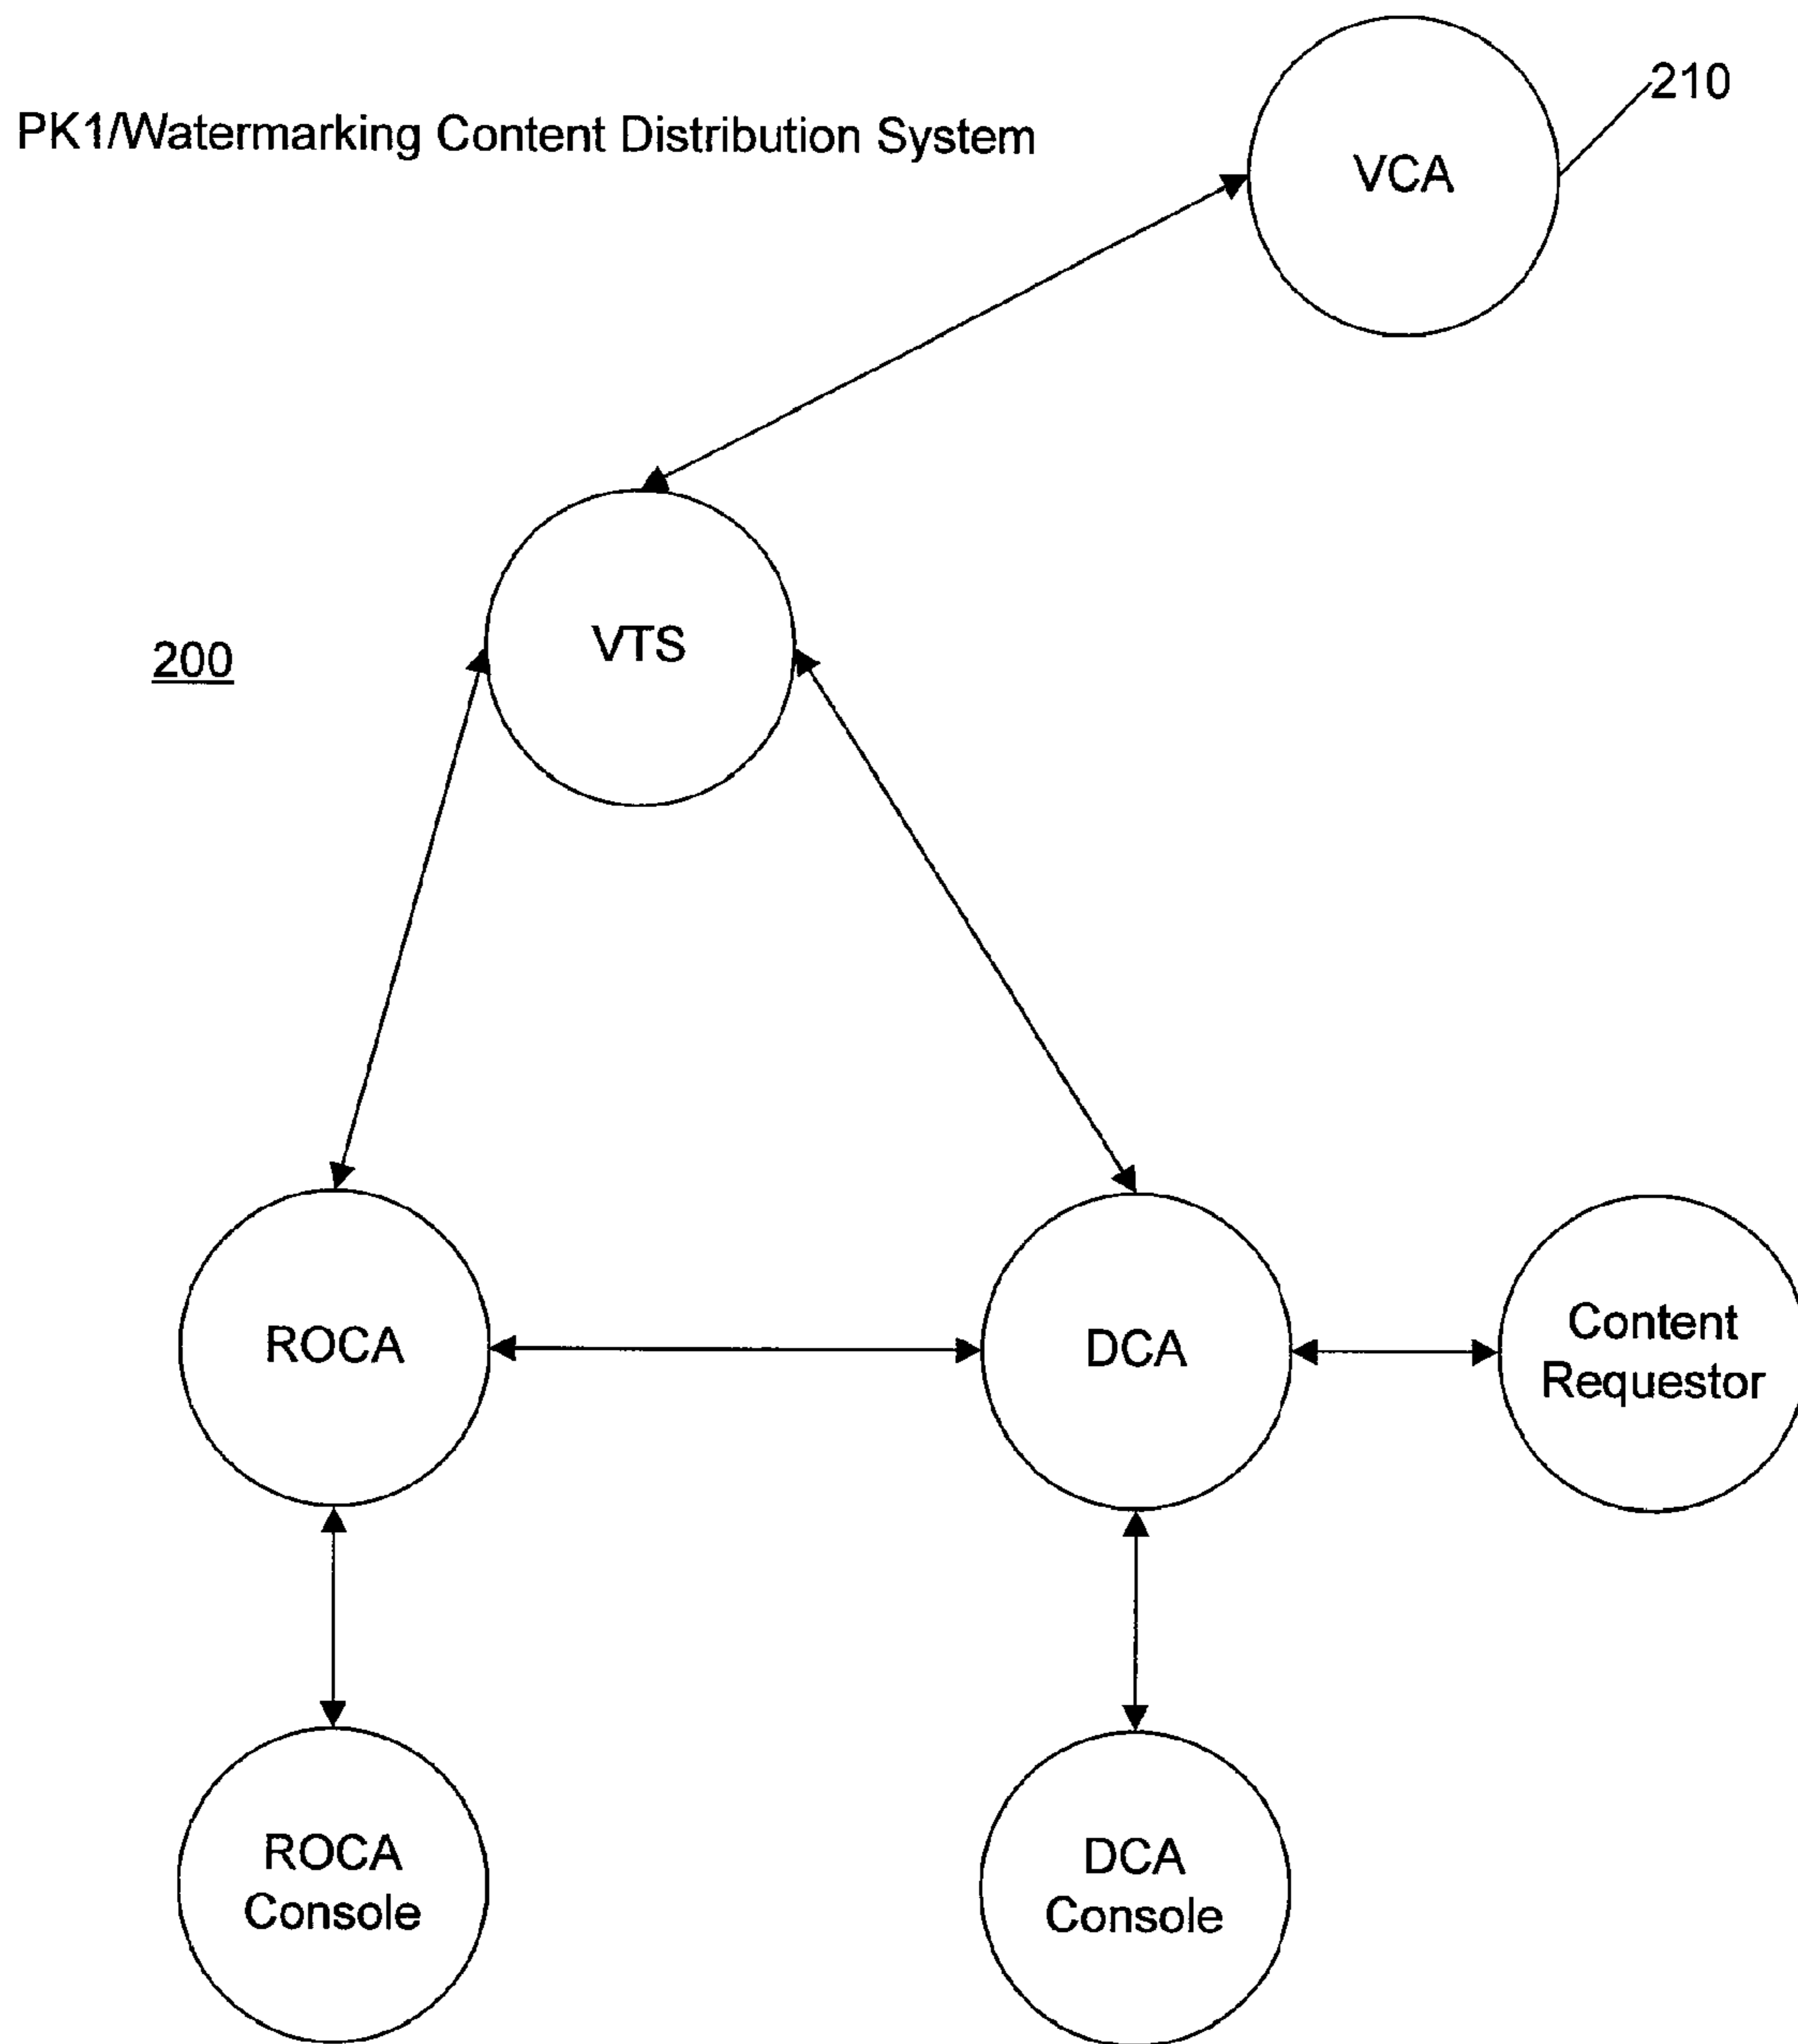 210
PK1/Watermarking Content Distribution System
VCA
VTS
200
ROCA
DCA
Content
Requestor
ROCA
Console
DCA
Console